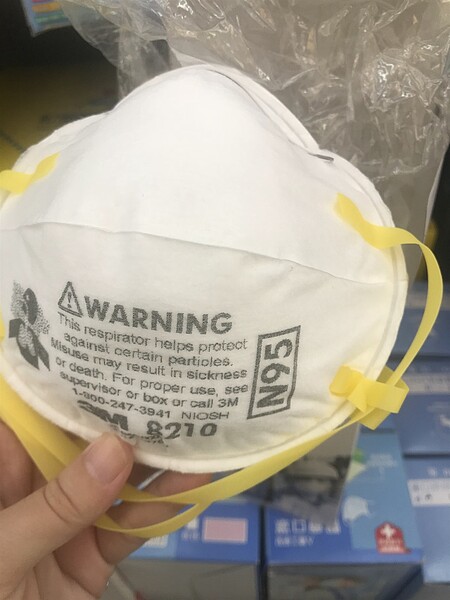 WARNING
This respirator helps protect
against certain particles.
Misuse may result in sickness
or death. For proper use, see
supervisor or box or call 3M
1-800-247-3941 NIOSH
3M 8210
N95